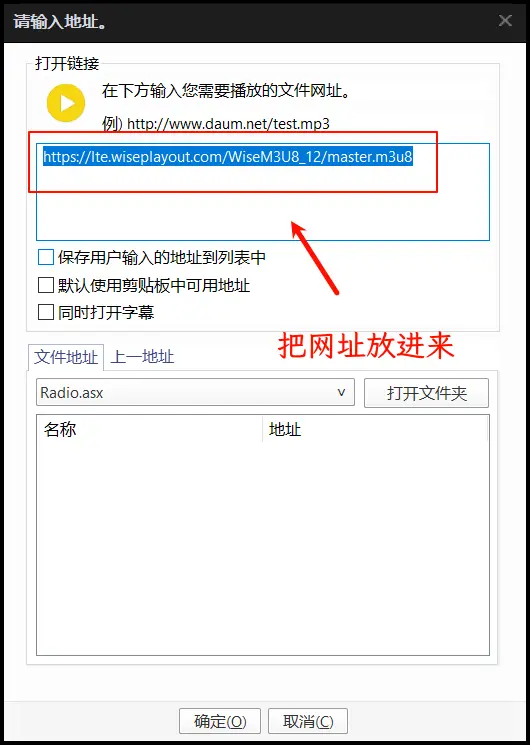 请输入地址。
打开链接
在下方输入您需要播放的文件网址。
例) http://www.daum.net/test.mp3
https://lte.wiseplayout.com/WiseM3U8_12/master.m3u8
保存用户输入的地址到列表中
默认使用剪贴板中可用地址
同时打开字幕
把网址放进来
文件地址 上一地址
Radio.asx 打开文件夹
名称 地址
确定(O) 取消(C)